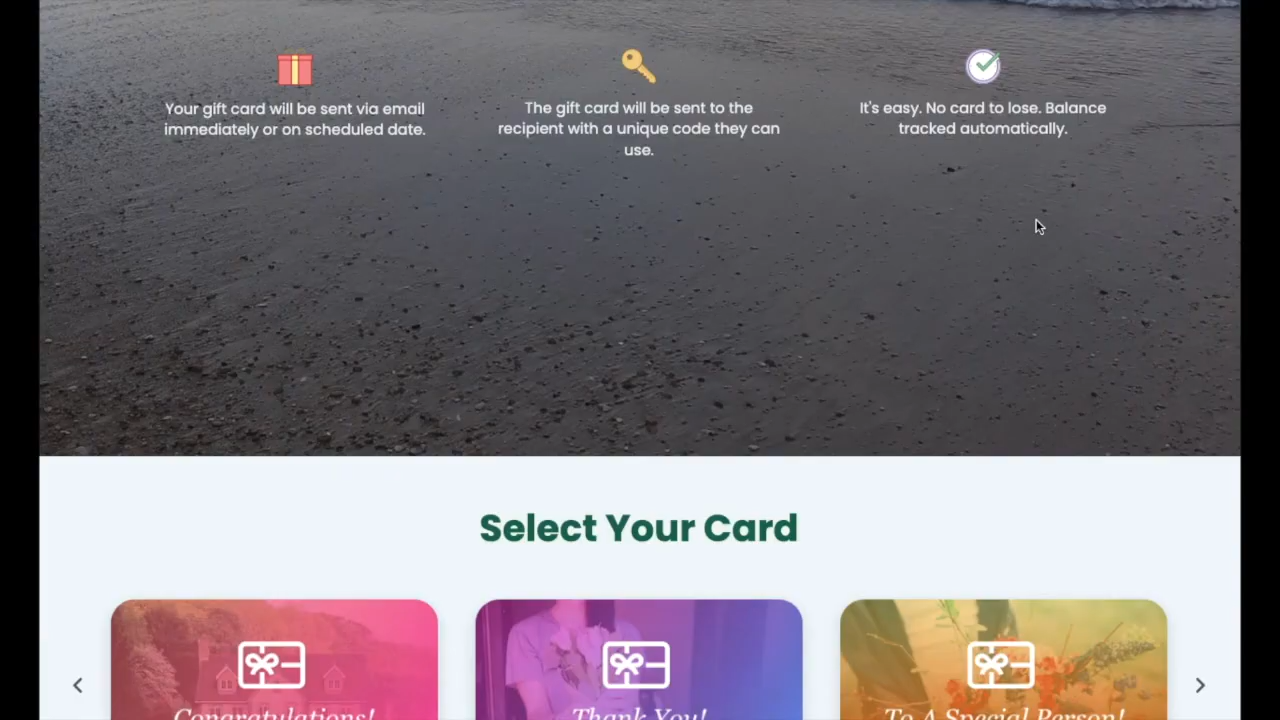 Your gift card will be sent via email
immediately or on scheduled date.
The gift card will be sent to the
recipient with a unique code they can
use.
It's easy. No card to lose. Balance
tracked automatically.
Select Your Card
Congratulations!
Thank You!
To A Special Person!